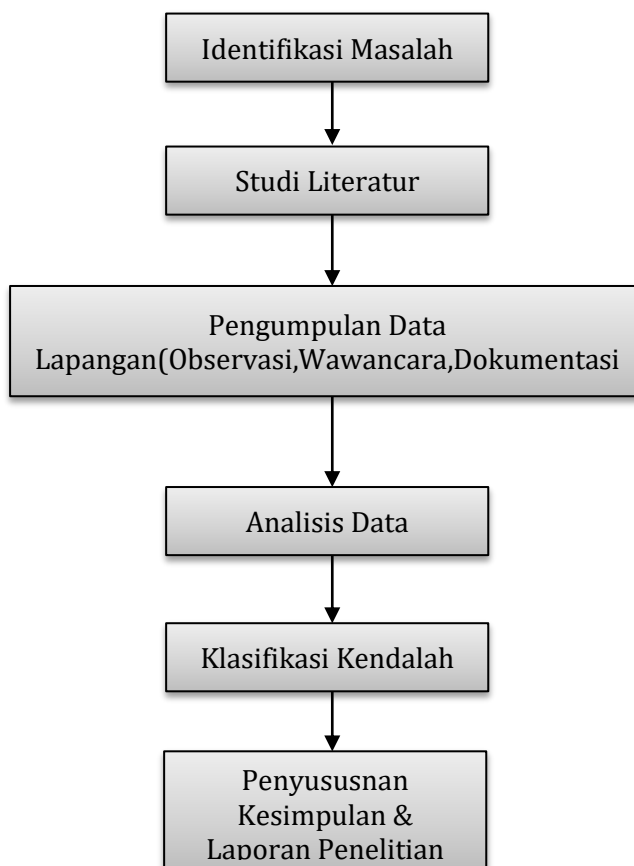 Identifikasi Masalah
Studi Literatur
Pengumpulan Data
Lapangan(Observasi,Wawancara,Dokumentasi
Analisis Data
Klasifikasi Kendalah
Penyususnan
Kesimpulan &
Laporan Penelitian